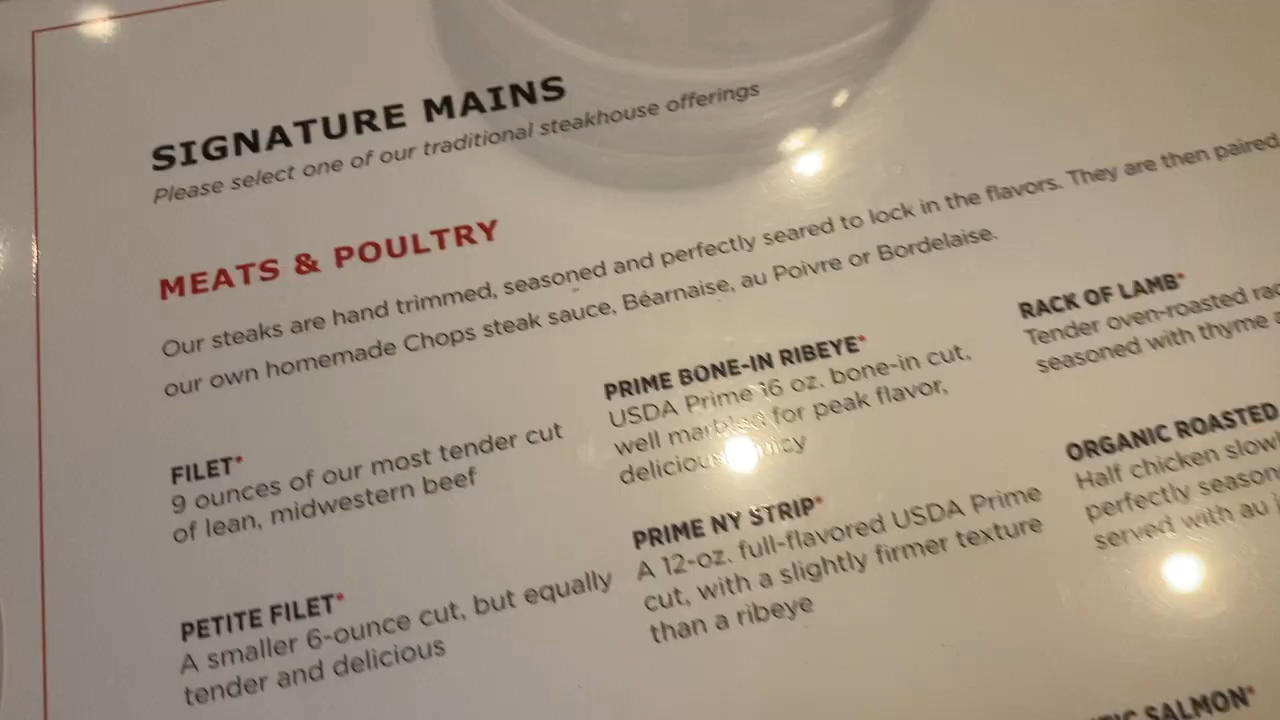 SIGNATURE MAINS
Please select one of our traditional steakhouse offerings
MEATS & POULTRY
Our steaks are hand trimmed, seasoned and perfectly seared to lock in the flavors. They are then paired
our own homemade Chops steak sauce, Béarnaise, au Poivre or Bordelaise.
FILET*
9 ounces of our most tender cut
of lean, midwestern beef
PETITE FILET*
A smaller 6-ounce cut, but equally
tender and delicious
PRIME BONE-IN RIBEYE*
USDA Prime 16 oz. bone-in cut,
well marbled for peak flavor,
PRIME NY STRIP*
A 12-oz. full-flavored USDA Prime
cut, with a slightly firmer texture
than a ribeye
RACK OF LAMB*
Tender oven-roasted
seasoned with thyme
ORGANIC ROASTED
Half chicken
perfectly
served with au
SALMON*